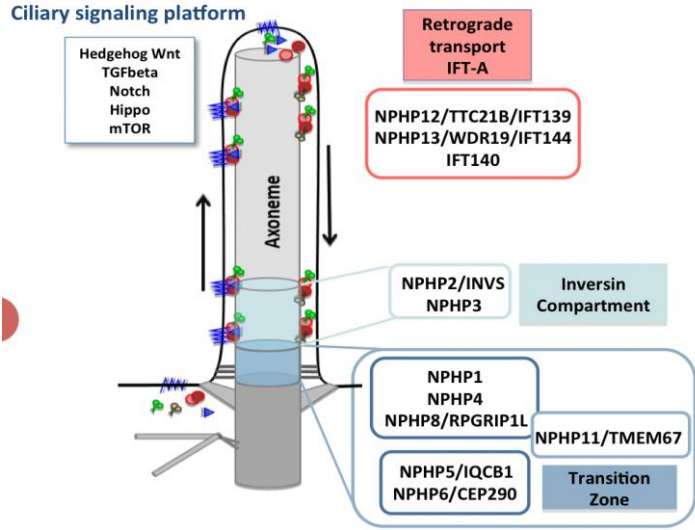 Ciliary signaling platform
Hedgehog Wnt
TGFbeta
Notch
Hippo
mTOR
Retrograde
transport
IFT-A
NPHP12/TTC21B/IFT139
NPHP13/WDR19/IFT144
IFT140
Axoneme
NPHP2/INVS
NPHP3
Inversin
Compartment
NPHP1
NPHP4
NPHP8/RPGRIP1L
NPHP11/TMEM67
NPHP5/IQCB1
NPHP6/CEP290
Transition
Zone